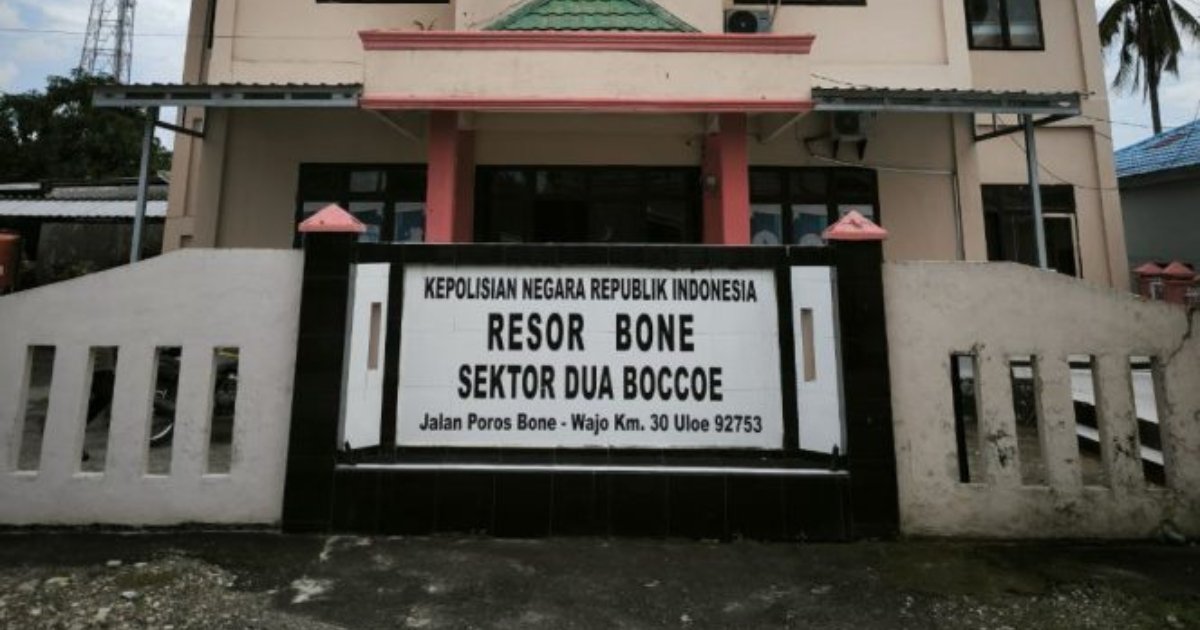 KEPOLISIAN NEGARA REPUBLIK INDONESIA
RESOR BONE
SEKTOR DUA BOCCOE
Jalan Poros Bone - Wajo Km. 30 Uloe 92753